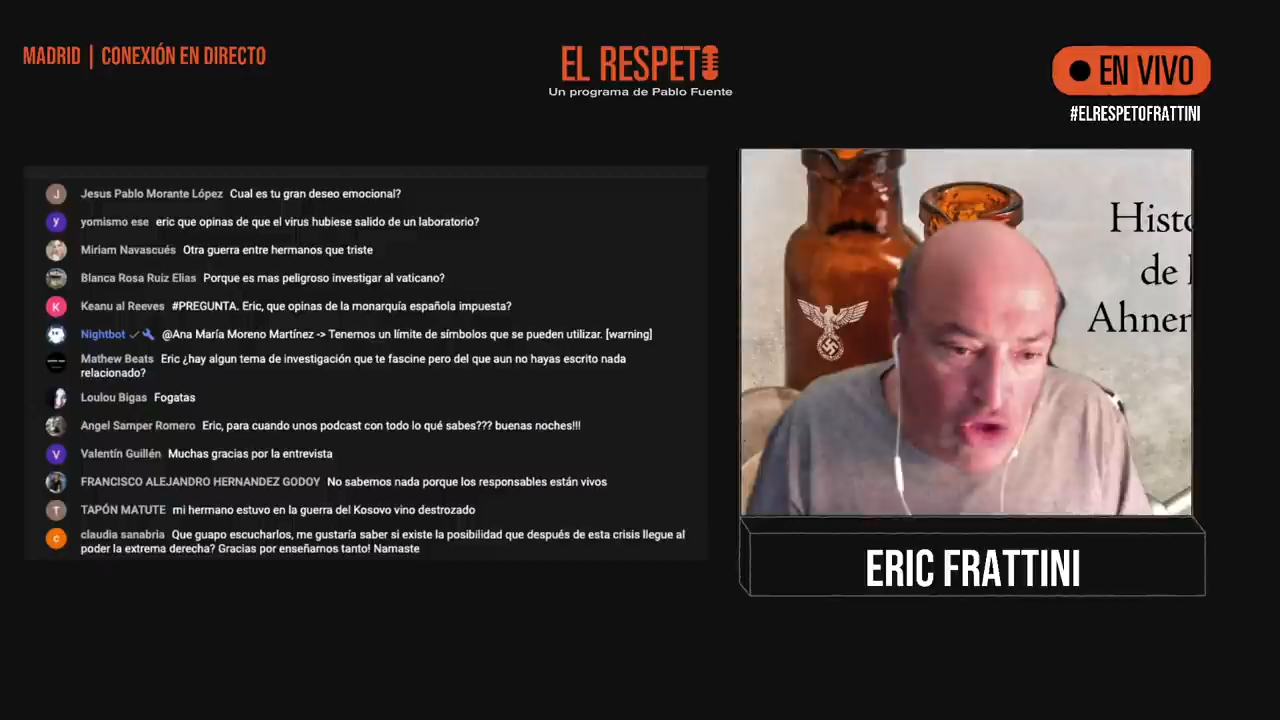 MADRID | CONEXIÓN EN DIRECTO
EL RESPETO
Un programa de Pablo Fuente
EN VIVO
#ELRESPETOFRATTINI
J Jesus Pablo Morante López Cual es tu gran deseo emocional?
y yomismo ese eric que opinas de que el virus hubiese salido de un laboratorio?
Miriam Navascués Otra guerra entre hermanos que triste
Blanca Rosa Ruiz Elias Porque es mas peligroso investigar al vaticano?
K Keanu al Reeves #PREGUNTA. Eric, que opinas de la monarquía española impuesta?
Nightbot @Ana María Moreno Martínez -> Tenemos un límite de símbolos que se pueden utilizar. [warning]
Mathew Beats Eric ¿hay algun tema de investigación que te fascine pero del que aun no hayas escrito nada
relacionado?
Loulou Bigas Fogatas
Angel Samper Romero Eric, para cuando unos podcast con todo lo qué sabes??? buenas noches!!!
V Valentín Guillén Muchas gracias por la entrevista
FRANCISCO ALEJANDRO HERNANDEZ GODOY No sabemos nada porque los responsables están vivos
T TAPÓN MATUTE mi hermano estuvo en la guerra del Kosovo vino destrozado
c claudia sanabria Que guapo escucharlos, me gustaría saber si existe la posibilidad que después de esta crisis llegue al
poder la extrema derecha? Gracias por enseñarnos tanto! Namaste
Histo
de l
Ahner
ERIC FRATTINI